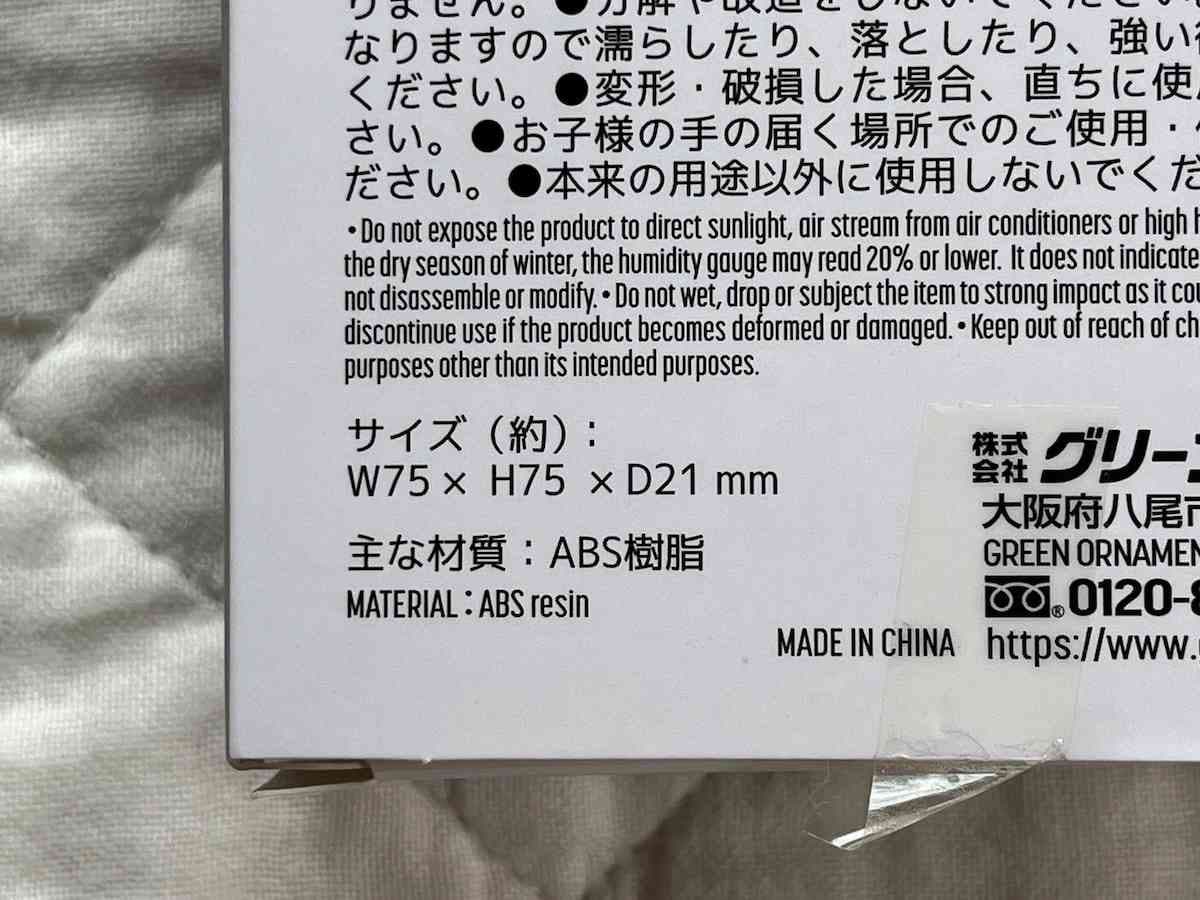 りません。●分解や改造をしないでください
なりますので濡らしたり、落としたり、強い
ください。●変形・破損した場合、直ちに使
さい。●お子様の手の届く場所でのご使用・
ださい。●本来の用途以外に使用しないでくだ
•Do not expose the product to direct sunlight, air stream from air conditioners or high
the dry season of winter, the humidity gauge may read 20% or lower. It does not indicate
not disassemble or modify. •Do not wet, drop or subject the item to strong impact as it cou
discontinue use if the product becomes deformed or damaged. •Keep out of reach of ch
purposes other than its intended purposes.
サイズ（約）：
W75 × H75 × D21 mm
主な材質：ABS樹脂
MATERIAL：ABS resin
MADE IN CHINA
株式会社 グリー
大阪府八尾市
GREEN ORNAMEN
® 0120-8
https://www.